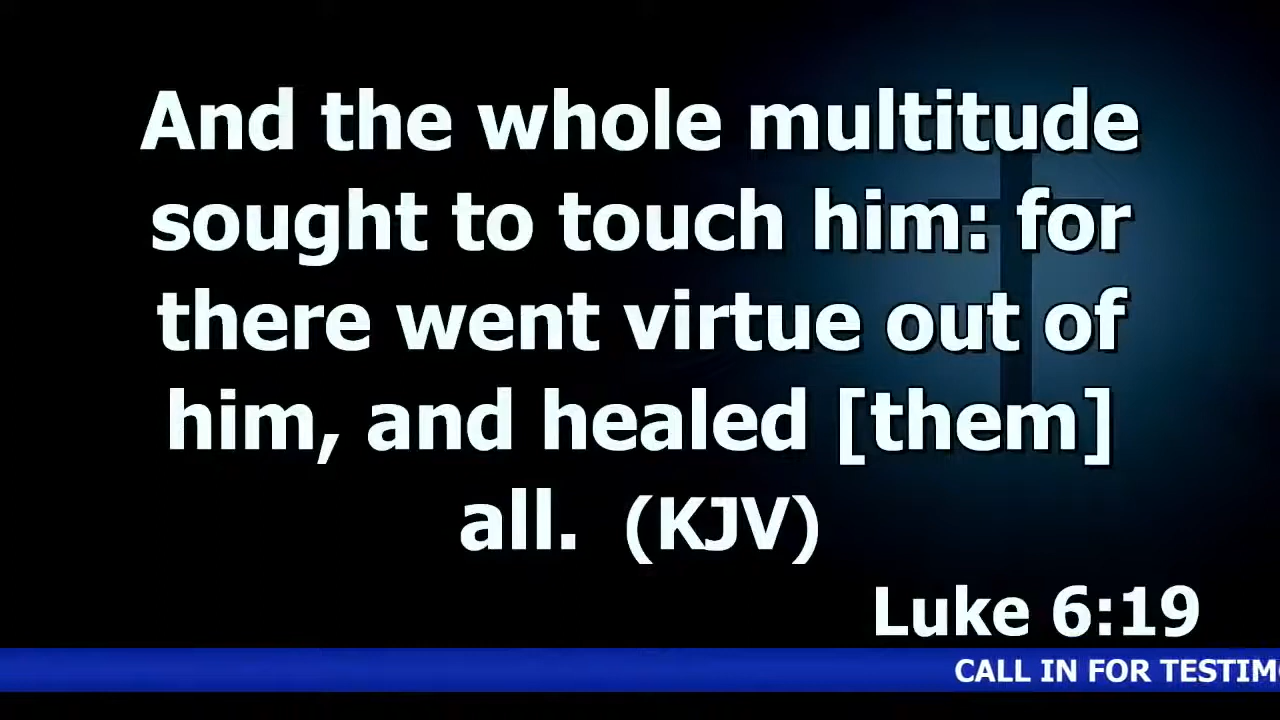 And the whole multitude
sought to touch him: for
there went virtue out of
him, and healed [them]
all. (KJV)
Luke 6:19
CALL IN FOR